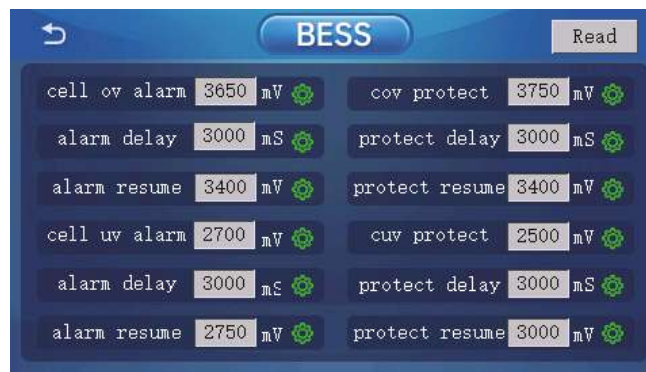 BESS
Read
cell ov alarm 3650 mV
cov protect 3750 mV
alarm delay 3000 mS
protect delay 3000 mS
alarm resume 3400 mV
protect resume 3400 mV
cell uv alarm 2700 mV
cuv protect 2500 mV
alarm delay 3000 mS
protect delay 3000 mS
alarm resume 2750 mV
protect resume 3000 mV